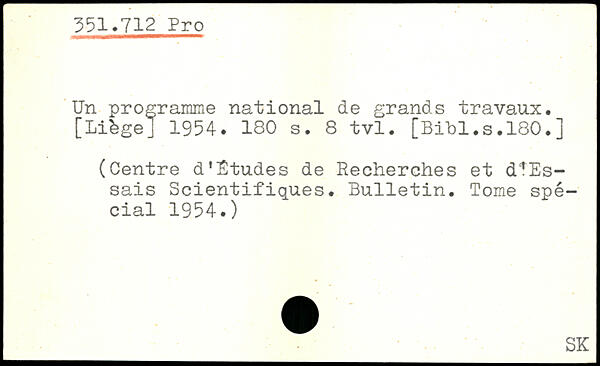 351.712 Pro
Un programme national de grands travaux.
[Liège] 1954. 180 s. 8 tvl. [Bibl.s.180.]
(Centre d'Études de Recherches et d'Es-
sais Scientifiques. Bulletin. Tome spé-
cial 1954.)
SK